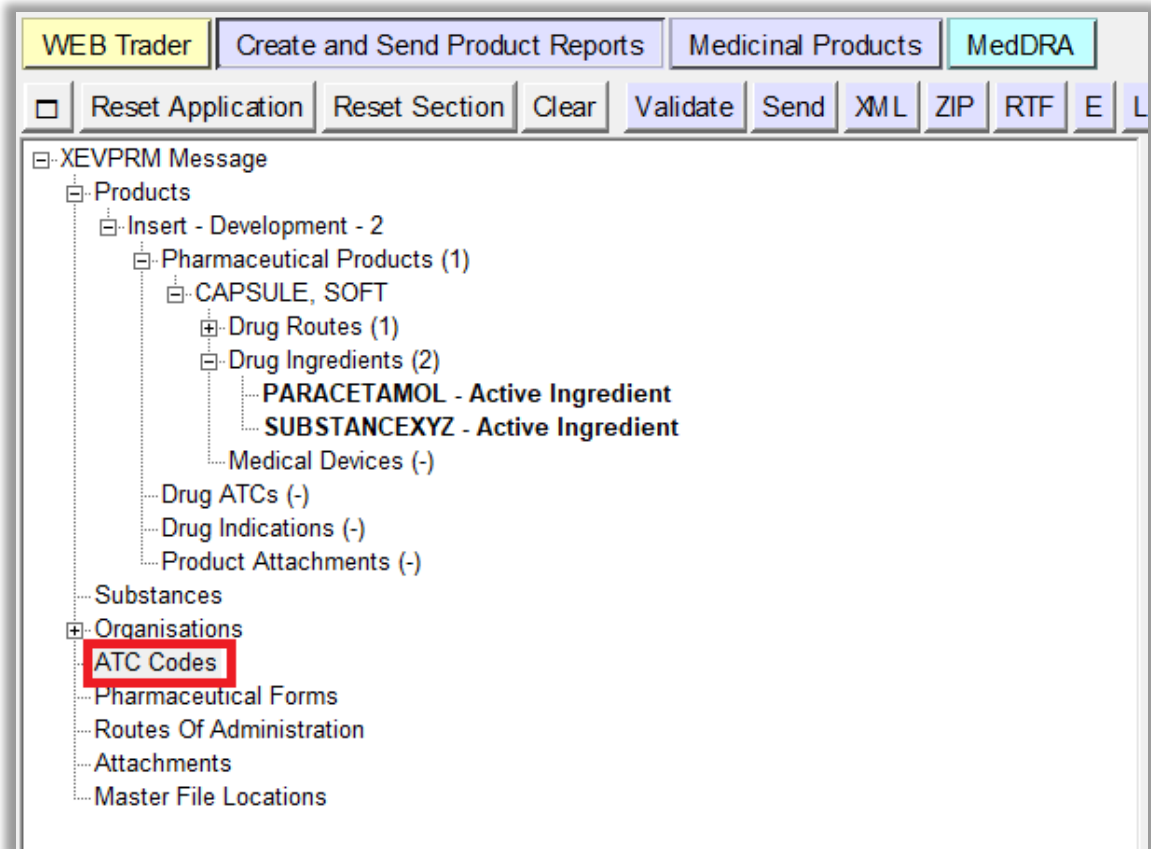 WEB Trader Create and Send Product Reports Medicinal Products MedDRA
Reset Application Reset Section Clear Validate Send XML ZIP RTF E L
XEVPRM Message
Products
Insert - Development - 2
Pharmaceutical Products (1)
CAPSULE, SOFT
Drug Routes (1)
Drug Ingredients (2)
PARACETAMOL - Active Ingredient
SUBSTANCEXYZ - Active Ingredient
Medical Devices (-)
Drug ATCs (-)
Drug Indications (-)
Product Attachments (-)
Substances
Organisations
ATC Codes
Pharmaceutical Forms
Routes Of Administration
Attachments
Master File Locations